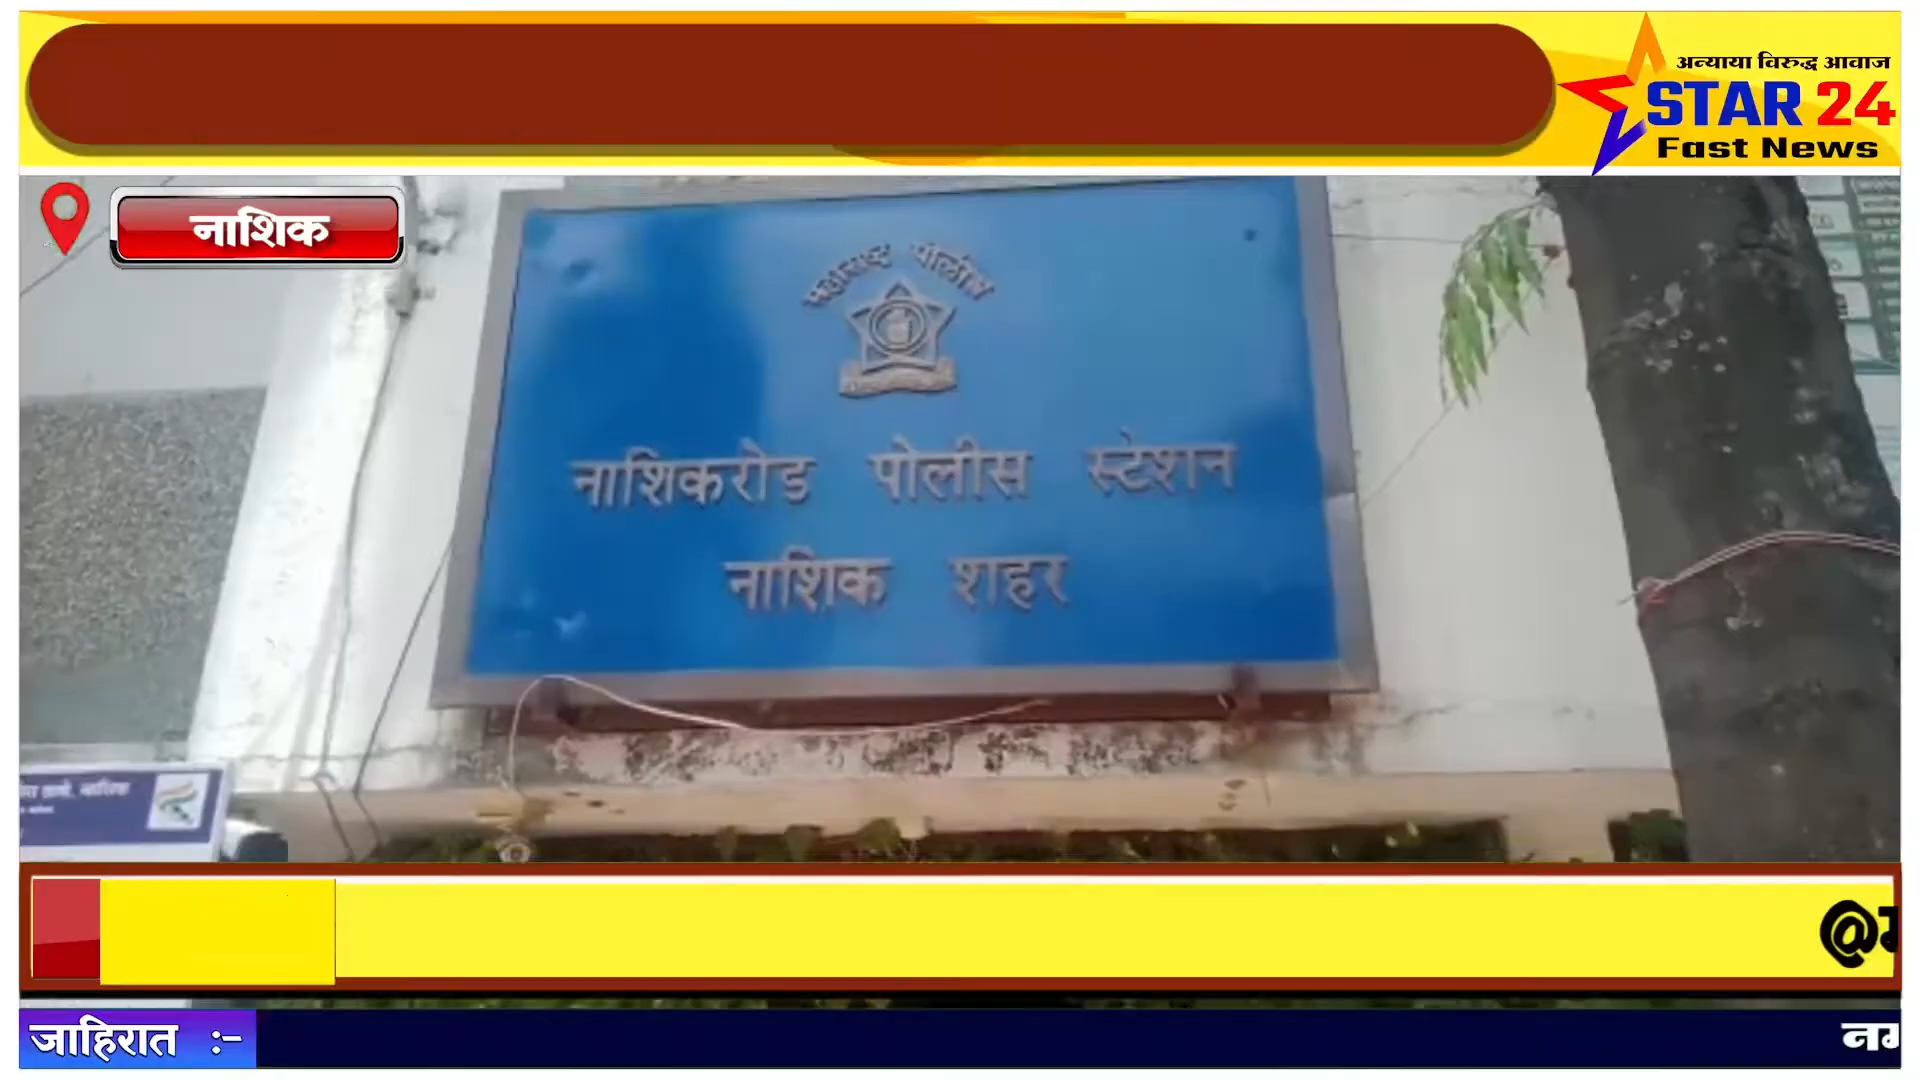 अन्याया विरुद्ध आवाज
STAR 24
Fast News
नाशिक
महाराष्ट्र पोलीस
नाशिकरोड पोलीस स्टेशन
नाशिक शहर
जाहिरात :-